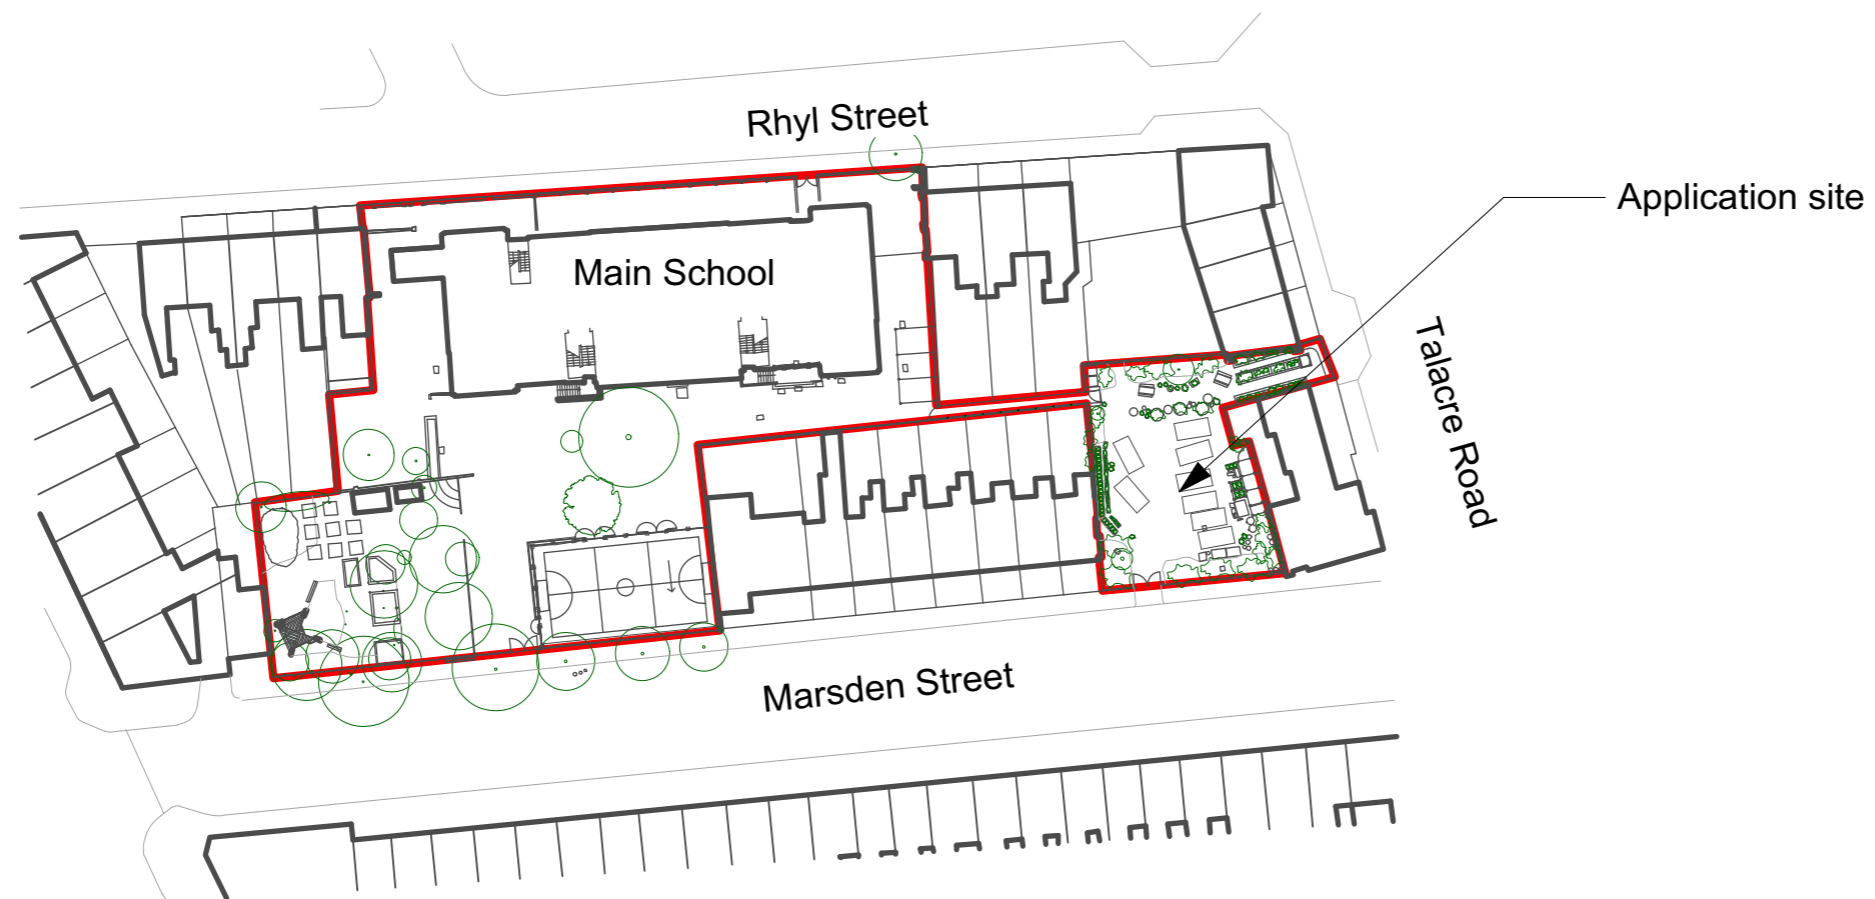 Rhyl Street
Application site
Main School
Talacre Road
Marsden Street